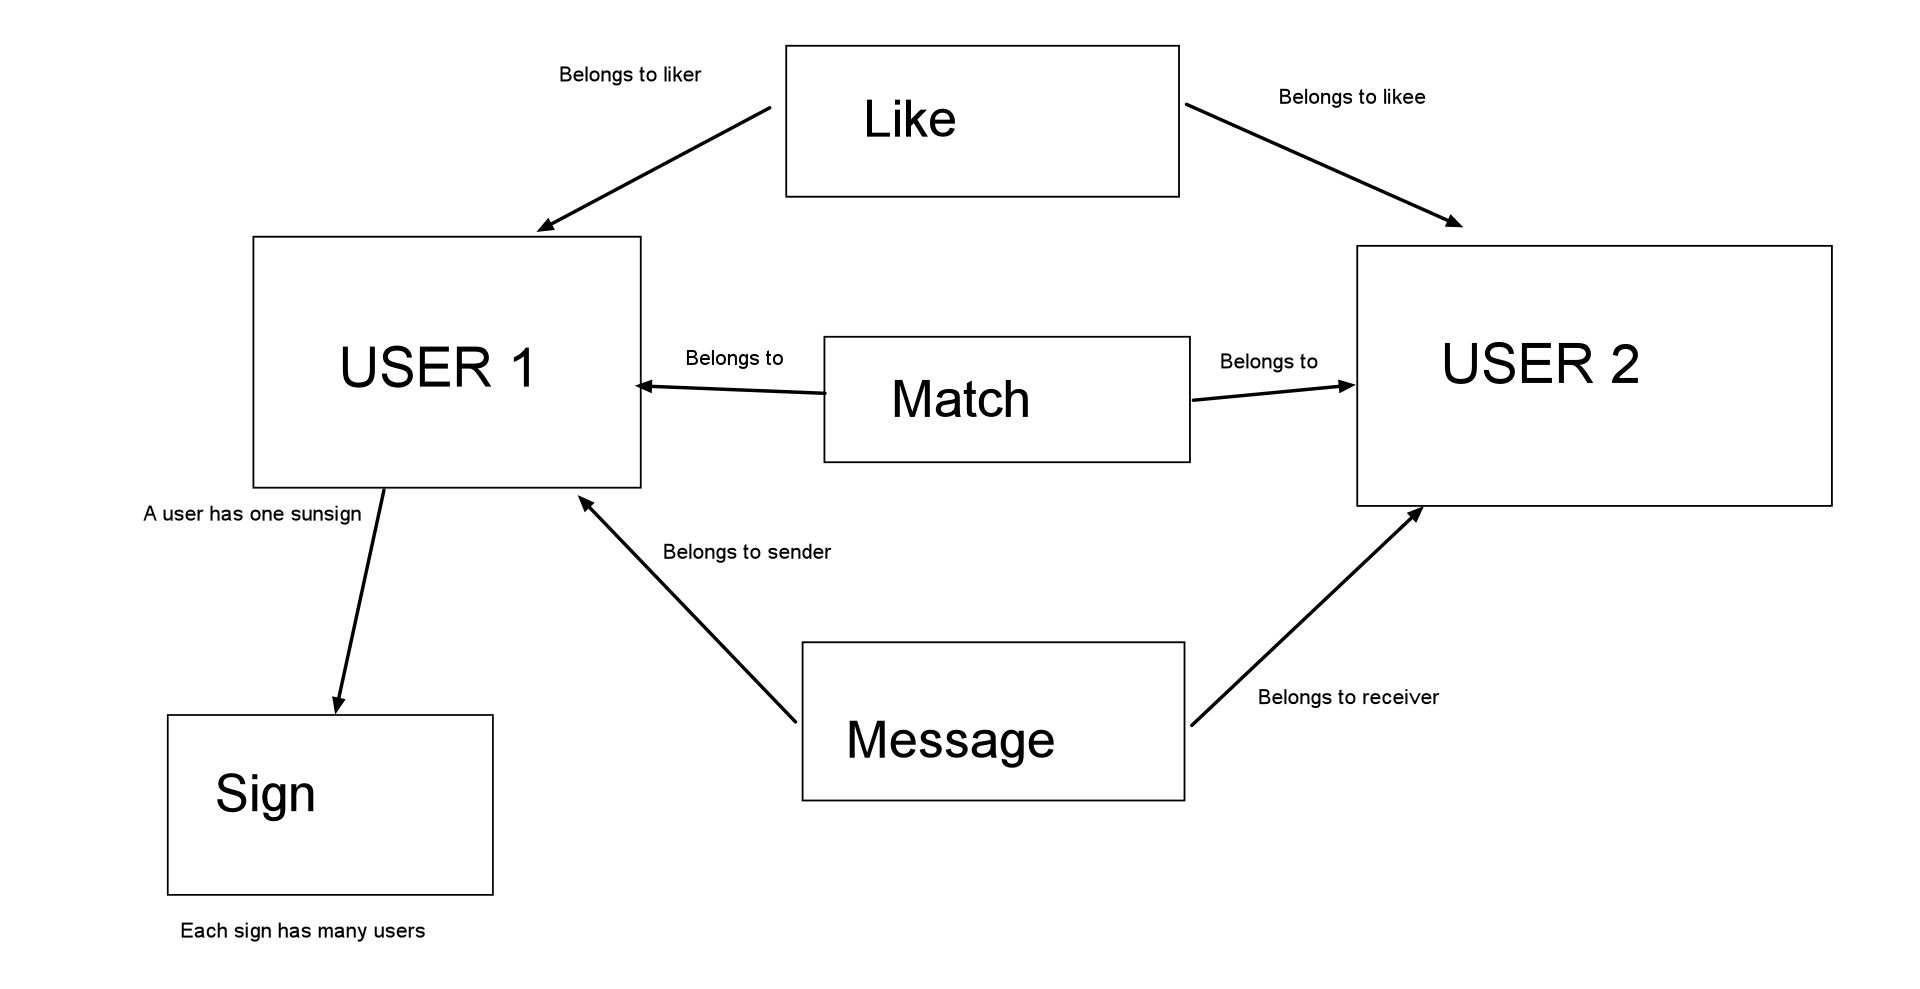 Belongs to liker
Like
Belongs to likee
USER 1
Belongs to
Match
Belongs to
USER 2
A user has one sunsign
Belongs to sender
Message
Belongs to receiver
Sign
Each sign has many users